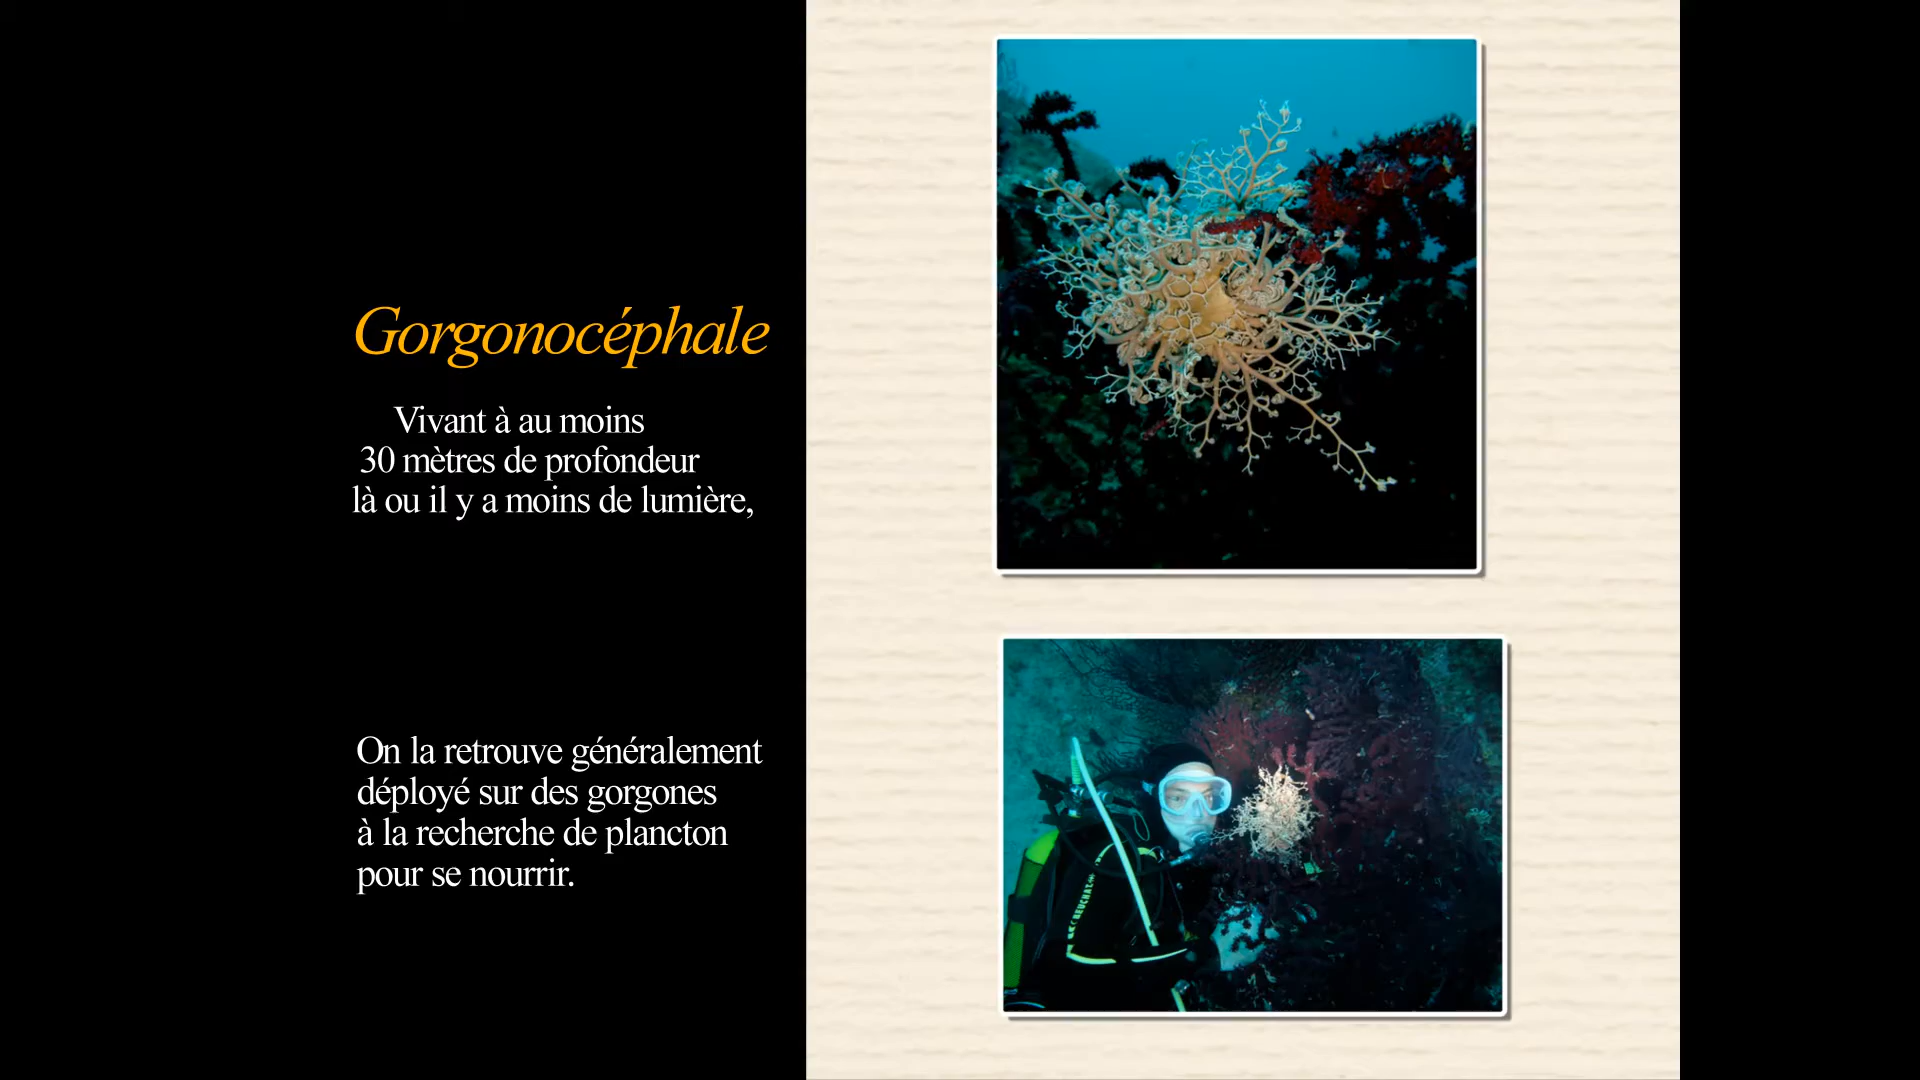 Gorgonocéphale
Vivant à au moins
30 mètres de profondeur
là ou il y a moins de lumière,
On la retrouve généralement
déployé sur des gorgones
à la recherche de plancton
pour se nourrir.
BEUCHAT